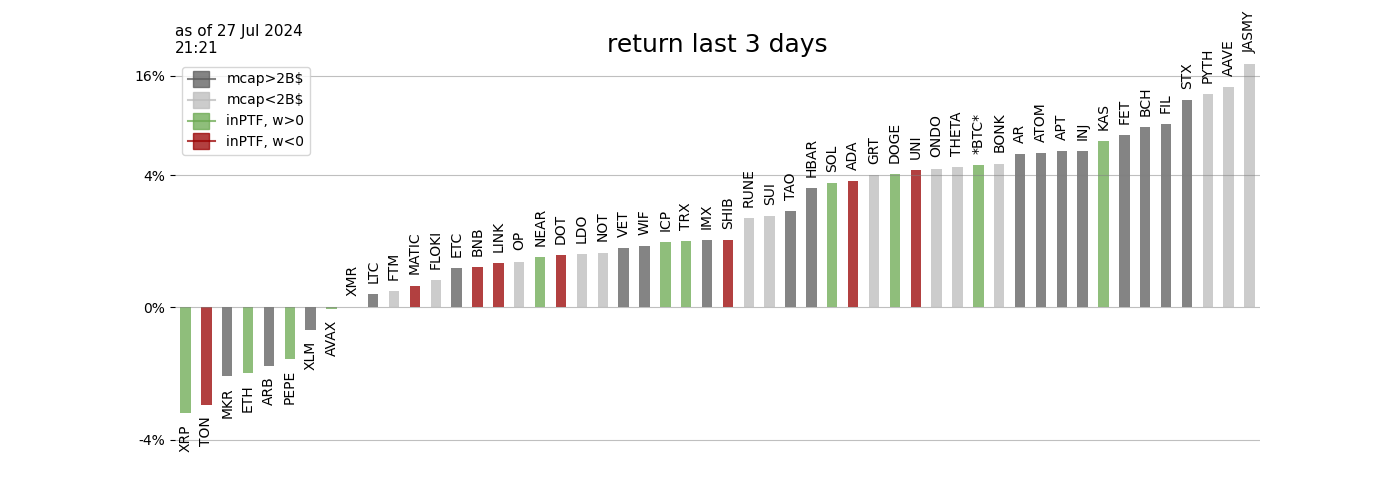 as of 27 Jul 2024
21:21
return last 3 days
mcap>2B$
mcap<2B$
inPTF, w>0
inPTF, w<0
16%
4%
0%
-4%
XRP
TON
MKR
ETH
ARB
PEPE
XLM
AVAX
XMR
LTC
FTM
MATIC
FLOKI
ETC
BNB
LINK
OP
NEAR
DOT
LDO
NOT
VET
WIF
ICP
TRX
IMX
SHIB
RUNE
SUI
TAO
HBAR
SOL
ADA
GRT
DOGE
UNI
ONDO
THETA
*BTC*
BONK
AR
ATOM
APT
INJ
KAS
FET
BCH
FIL
STX
PYTH
AAVE
JASMY